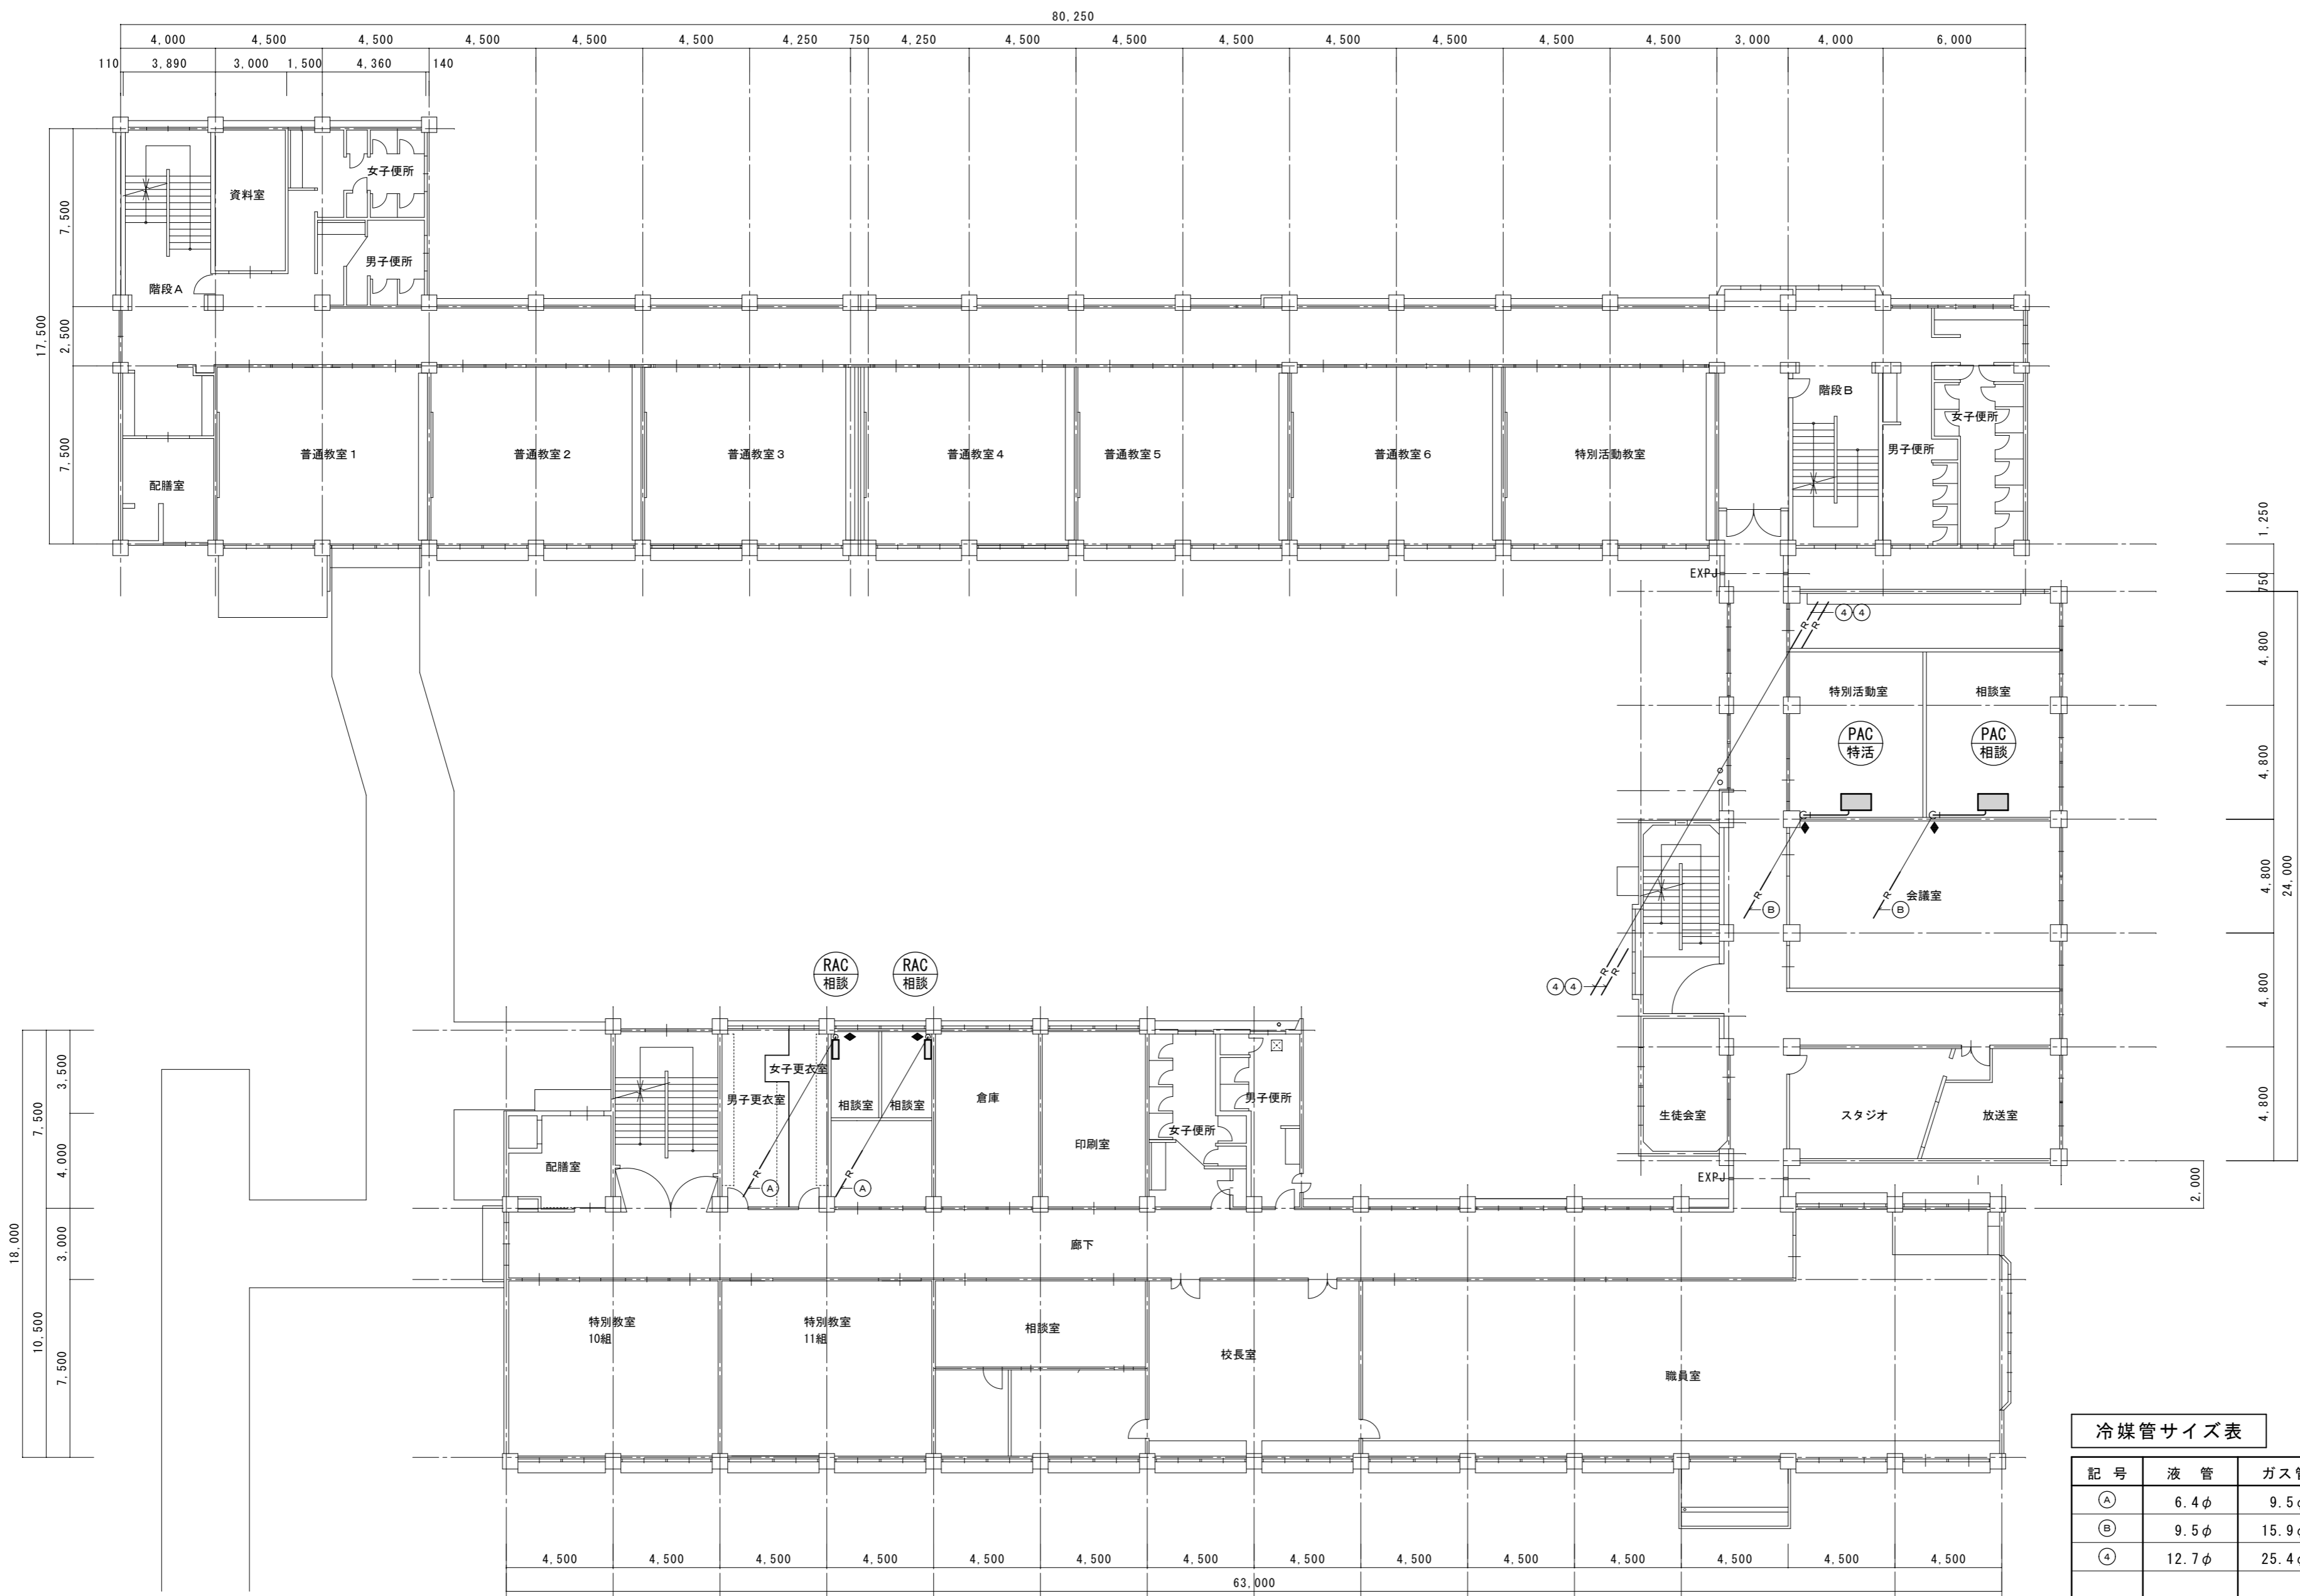 80,250
4,000 4,500 4,500 4,500 4,500 4,500 4,250 750 4,250 4,500 4,500 4,500 4,500 4,500 4,500 4,500 3,000 4,000 6,000
110 3,890 3,000 1,500 4,360 140
17,500
7,500
2,500
7,500
資料室
女子便所
男子便所
階段A
配膳室
普通教室1
普通教室2
普通教室3
普通教室4
普通教室5
普通教室6
特別活動教室
階段B
男子便所
女子便所
EXPJ
1,250
750
4,800
4,800
4,800
4,800
4,800
24,000
2,000
R
R
4 4
特別活動室
相談室
PAC
特活
PAC
相談
会議室
R
B
R
B
R
R
4 4
生徒会室
スタジオ
放送室
EXPJ
RAC
相談
RAC
相談
18,000
7,500
10,500
3,500
4,000
3,000
7,500
配膳室
男子更衣室
女子更衣室
相談室
相談室
R
A
R
A
倉庫
印刷室
女子便所
男子便所
廊下
特別教室
10組
特別教室
11組
相談室
校長室
職員室
4,500 4,500 4,500 4,500 4,500 4,500 4,500 4,500 4,500 4,500 4,500 4,500 4,500 4,500
63,000
冷媒管サイズ表
記号 液管 ガス管
A 6.4φ 9.5φ
B 9.5φ 15.9φ
4 12.7φ 25.4φ